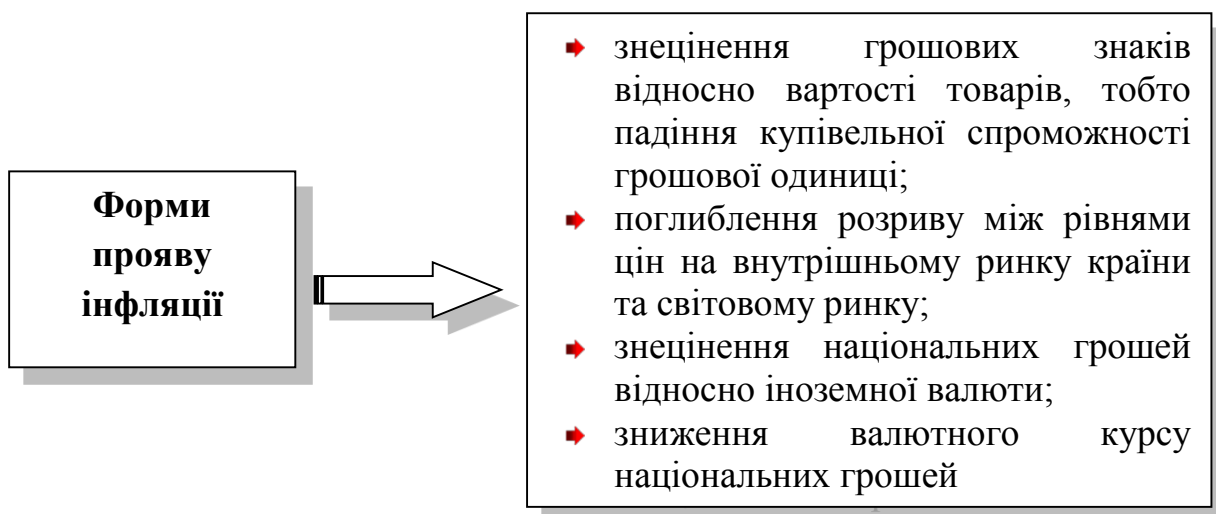 Форми
прояву
інфляції
знецінення грошових знаків
відносно вартості товарів, тобто
падіння купівельної спроможності
грошової одиниці;
поглиблення розриву між рівнями
цін на внутрішньому ринку країни
та світовому ринку;
знецінення національних грошей
відносно іноземної валюти;
зниження валютного курсу
національних грошей